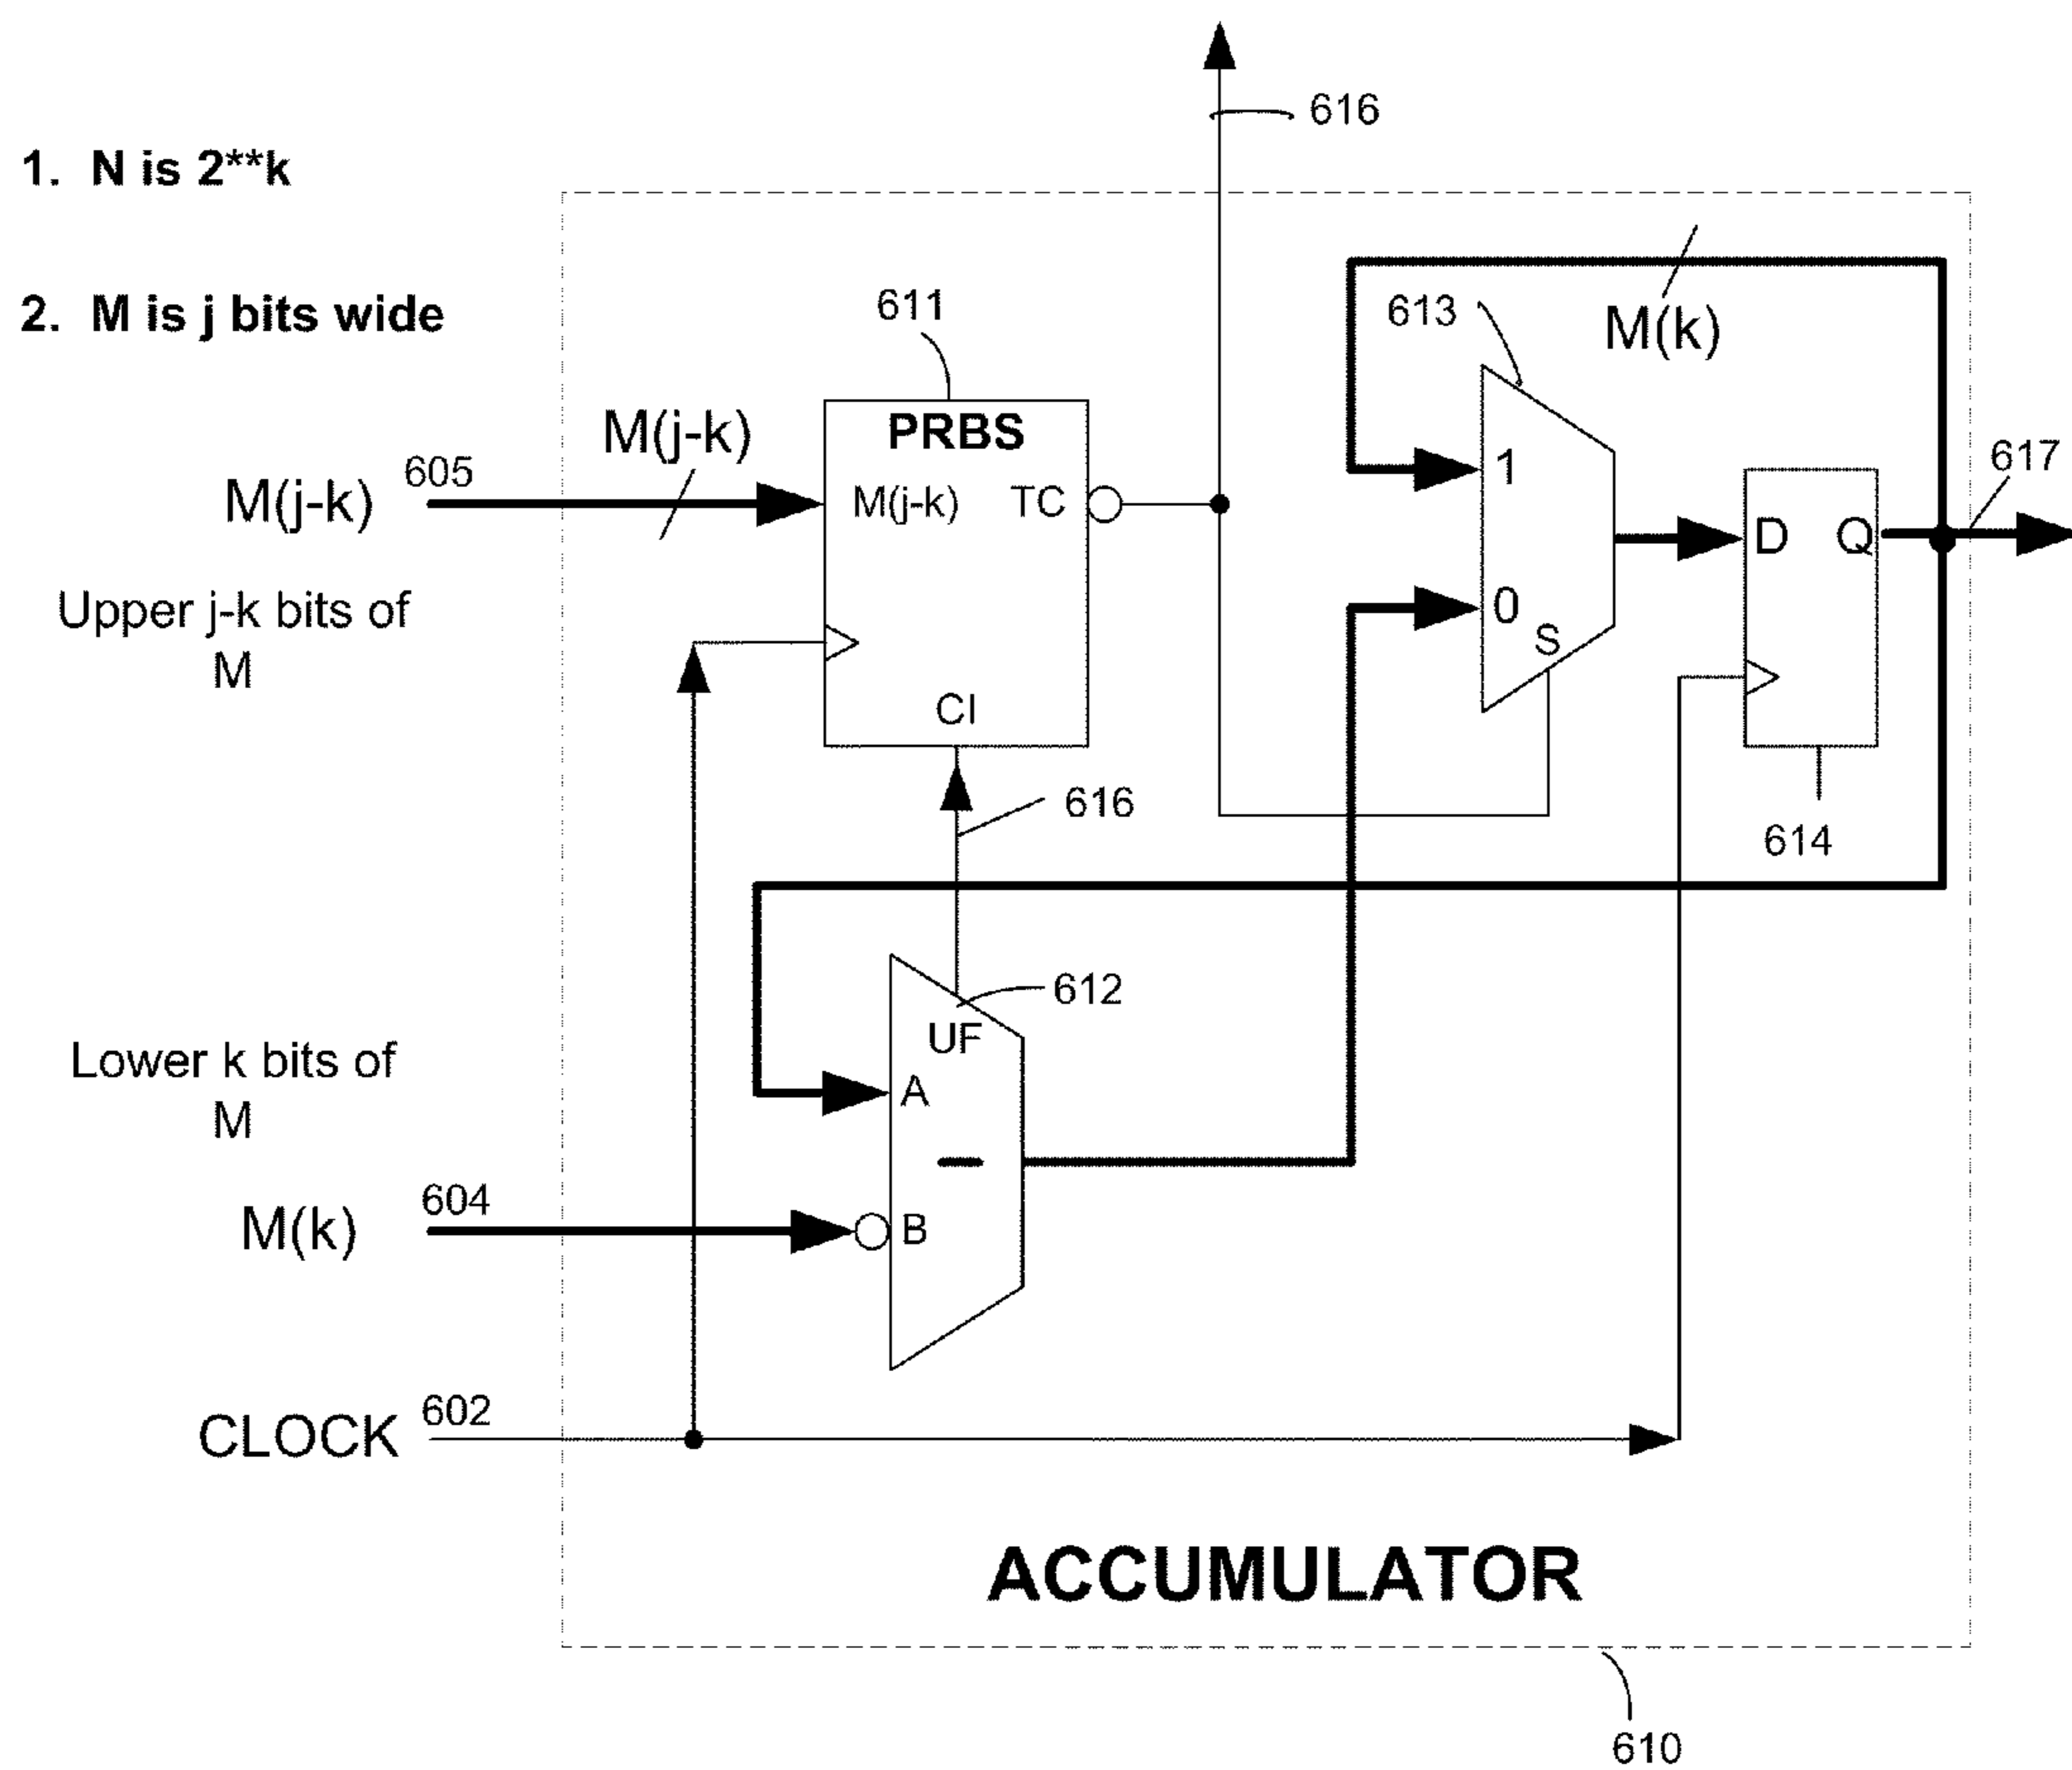 616
1. N is 2**k
2. M is j bits wide
611
613
M(k)
M(j-k)
PRBS
M(j-k)
605
M(j-k)
TC
1
617
D
Q
Upper j-k bits of
M
0
S
CI
616
614
612
UF
Lower k bits of
M
A
M(k)
604
B
CLOCK
602
ACCUMULATOR
610